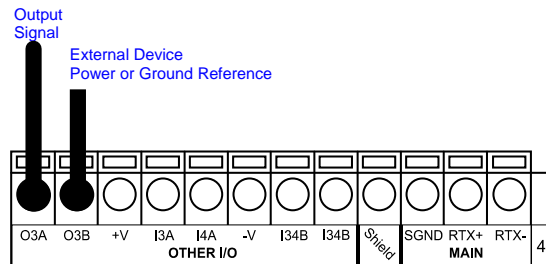 Output
Signal
External Device
Power or Ground Reference
O3A O3B +V I3A I4A -V I34B I34B Shield SGND RTX+ RTX- 4
OTHER I/O MAIN